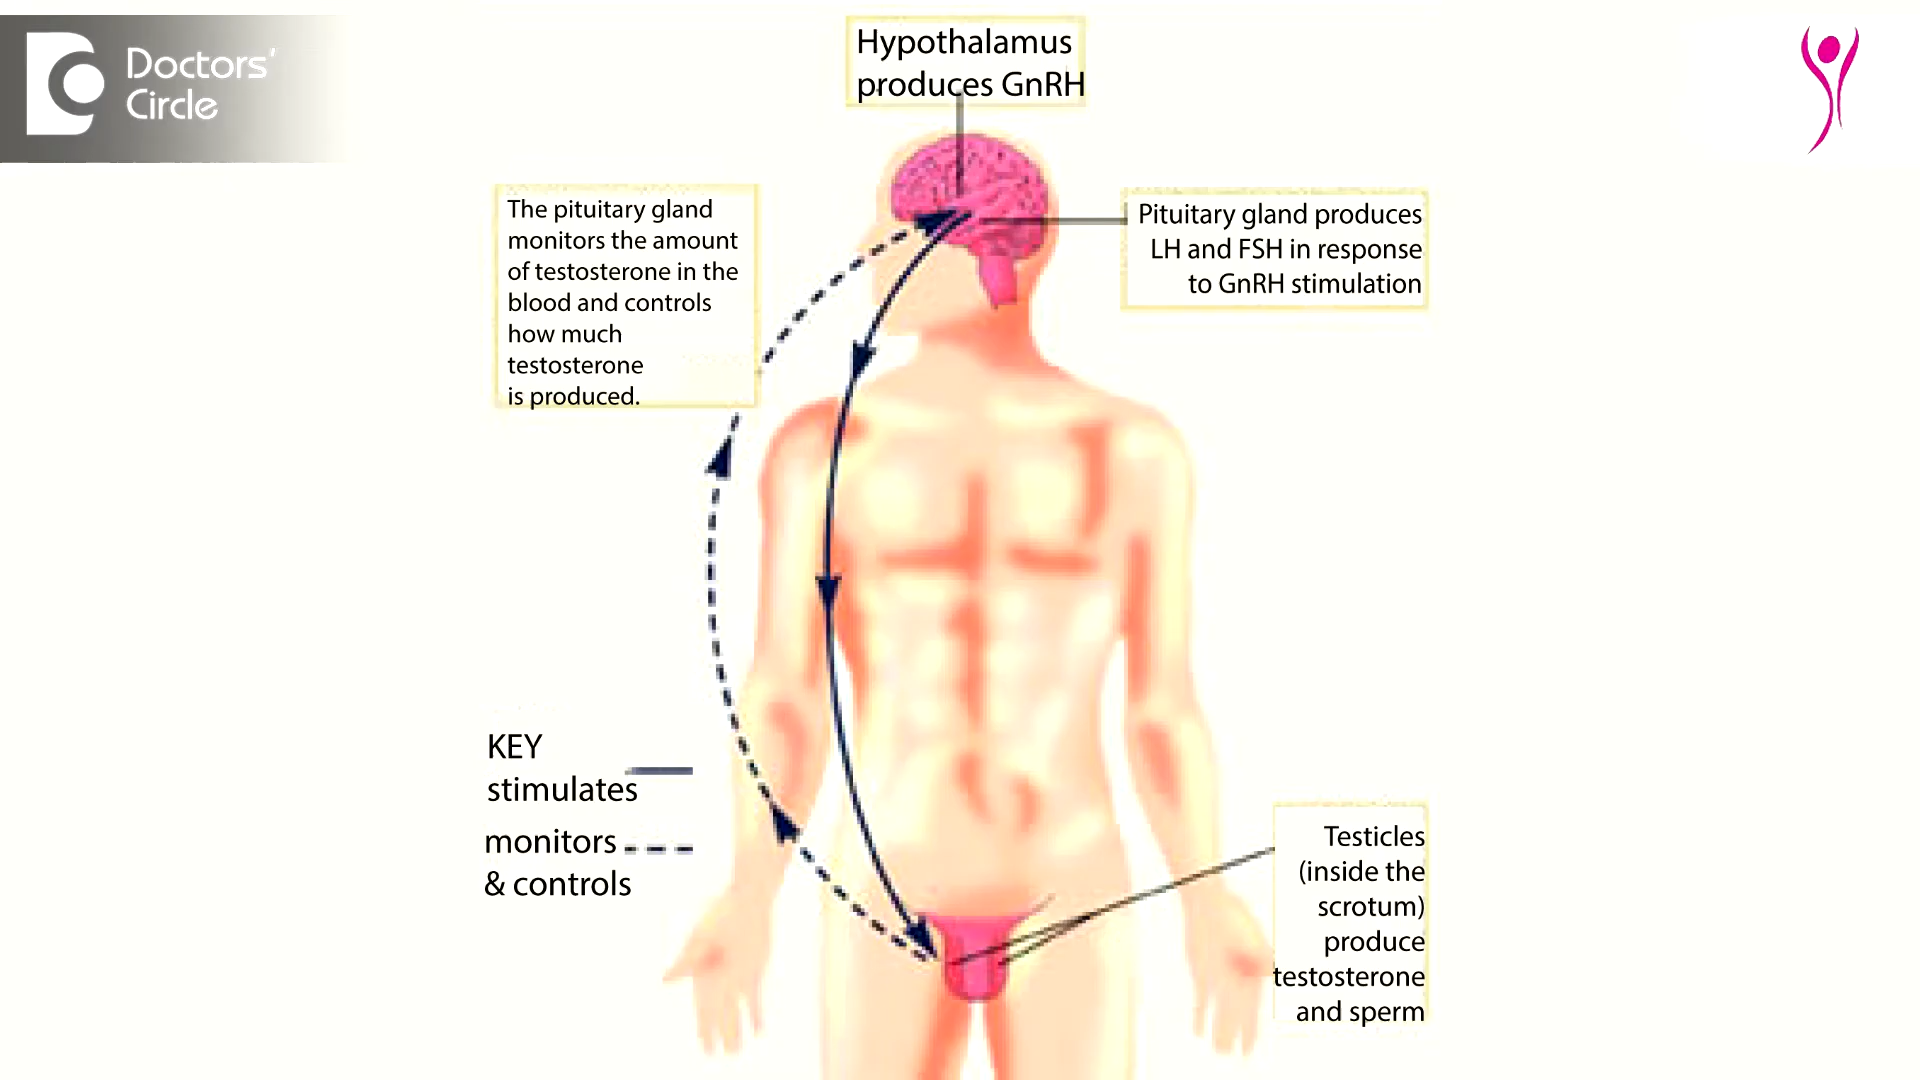 Doctors'
Circle
Hypothalamus
produces GnRH
The pituitary gland
monitors the amount
of testosterone in the
blood and controls
how much
testosterone
is produced.
Pituitary gland produces
LH and FSH in response
to GnRH stimulation
KEY
stimulates
monitors
& controls
Testicles
(inside the
scrotum)
produce
testosterone
and sperm